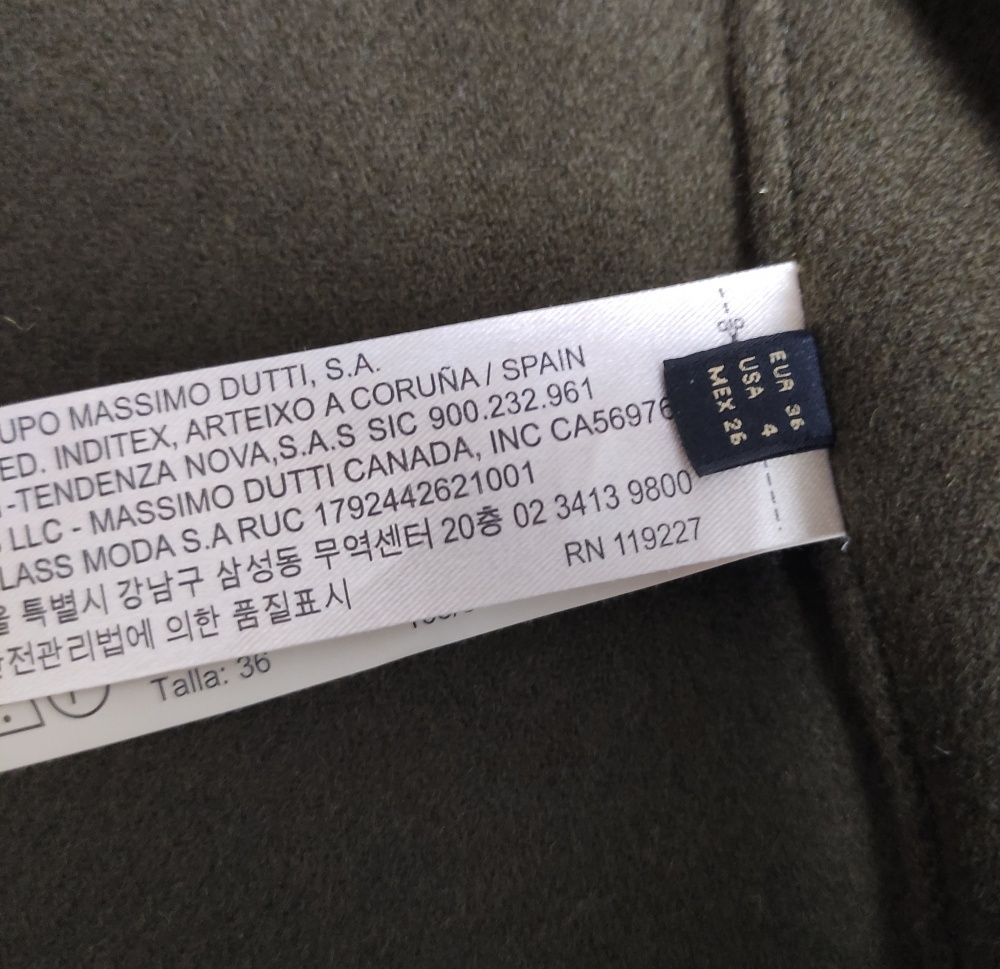 UPO MASSIMO DUTTI, S.A.
ED. INDITEX, ARTEIXO A CORUÑA / SPAIN
-TENDENZA NOVA,S.A.S SIC 900.232.961
LLC - MASSIMO DUTTI CANADA, INC CA56976
LASS MODA S.A RUC 1792442621001
특별시 강남구 삼성동 무역센터 20층 02 3413 9800
전관리법에 의한 품질표시
RN 119227
Talla: 36
EUR 36
USA 4
MEX 26